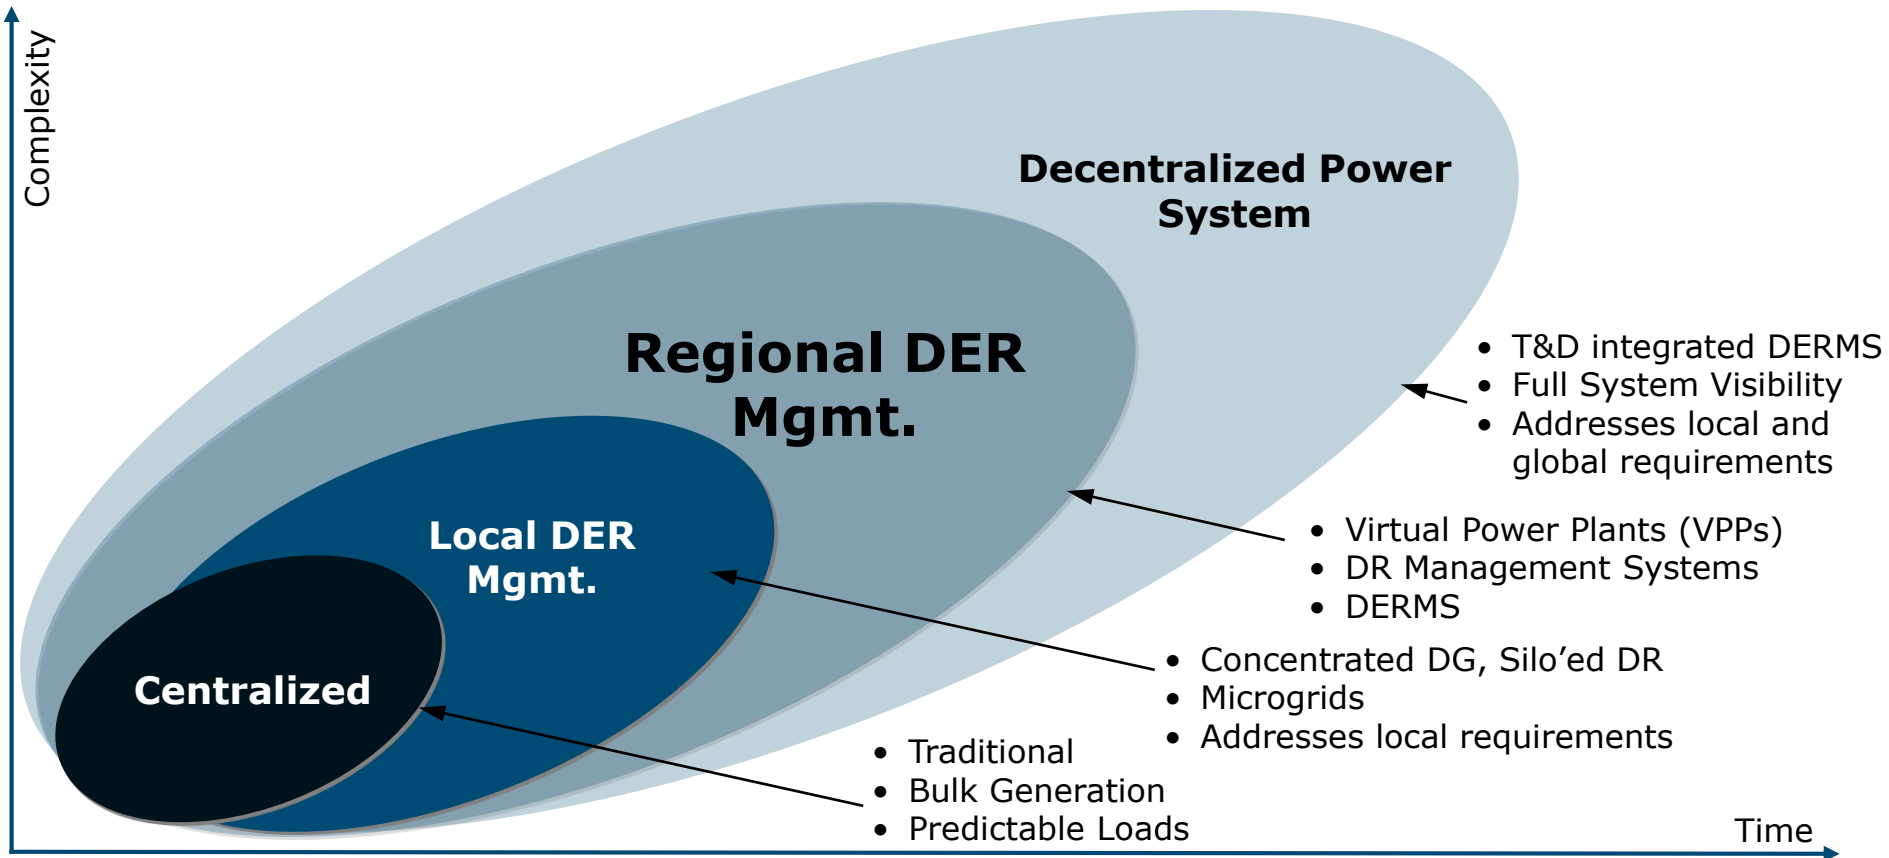 Complexity
Decentralized Power
System
Regional DER
Mgmt.
Local DER
Mgmt.
Centralized
• T&D integrated DERMS
• Full System Visibility
• Addresses local and
global requirements
• Virtual Power Plants (VPPs)
• DR Management Systems
• DERMS
• Concentrated DG, Silo’ed DR
• Microgrids
• Addresses local requirements
• Traditional
• Bulk Generation
• Predictable Loads
Time